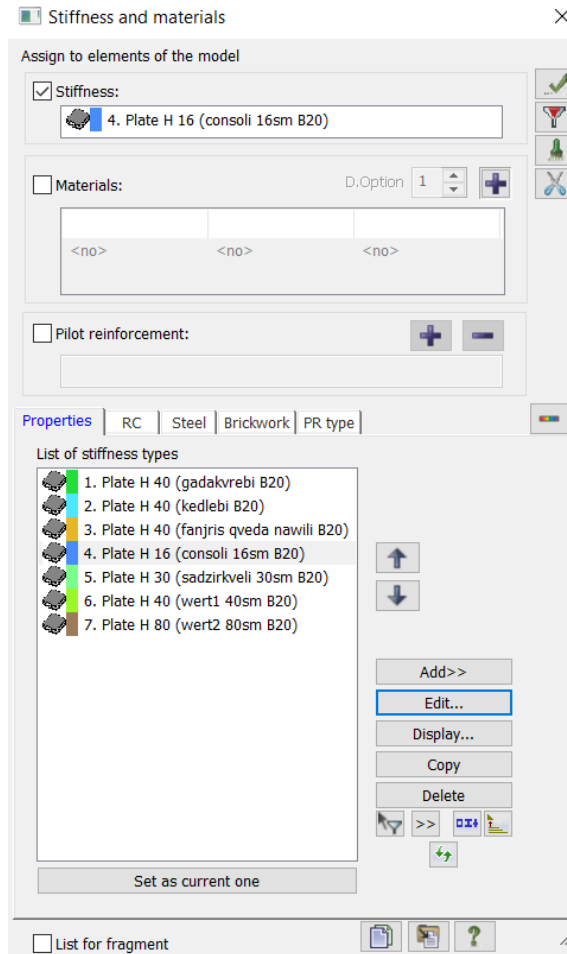 Stiffness and materials
Assign to elements of the model
Stiffness:
4. Plate H 16 (consoli 16sm B20)
Materials:
D.Option 1
<no> <no> <no>
Pilot reinforcement:
Properties RC Steel Brickwork PR type
List of stiffness types
1. Plate H 40 (gadakvrebi B20)
2. Plate H 40 (kedlebi B20)
3. Plate H 40 (fanjris qveda nawili B20)
4. Plate H 16 (consoli 16sm B20)
5. Plate H 30 (sadzirkveli 30sm B20)
6. Plate H 40 (wert1 40sm B20)
7. Plate H 80 (wert2 80sm B20)
Add>>
Edit...
Display...
Copy
Delete
>>
Set as current one
List for fragment
?